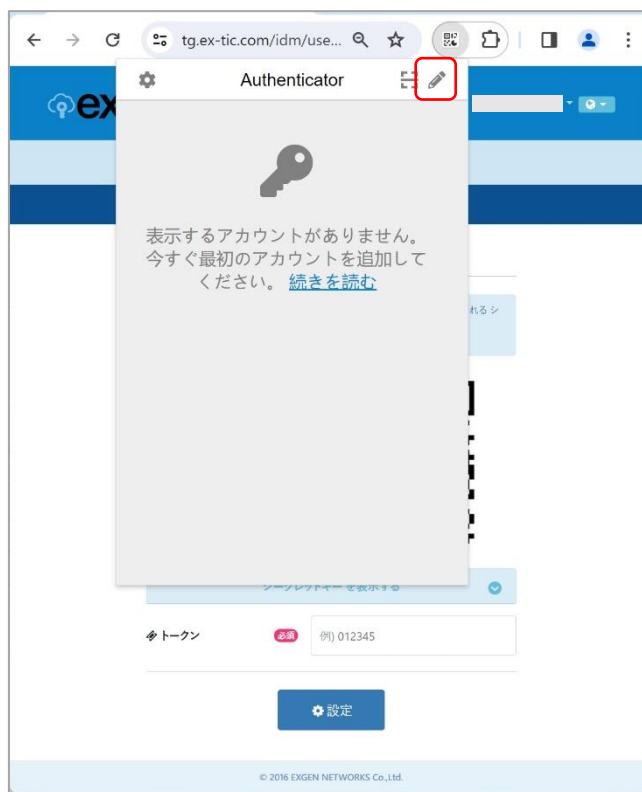 tg.ex-tic.com/idm/use...
Authenticator
ex
表示するアカウントがありません。
今すぐ最初のアカウントを追加して
ください。 続きを読む
れるシ
シークレットキー を表示する
トークン
必須
例) 012345
設定
© 2016 EXGEN NETWORKS Co.,Ltd.